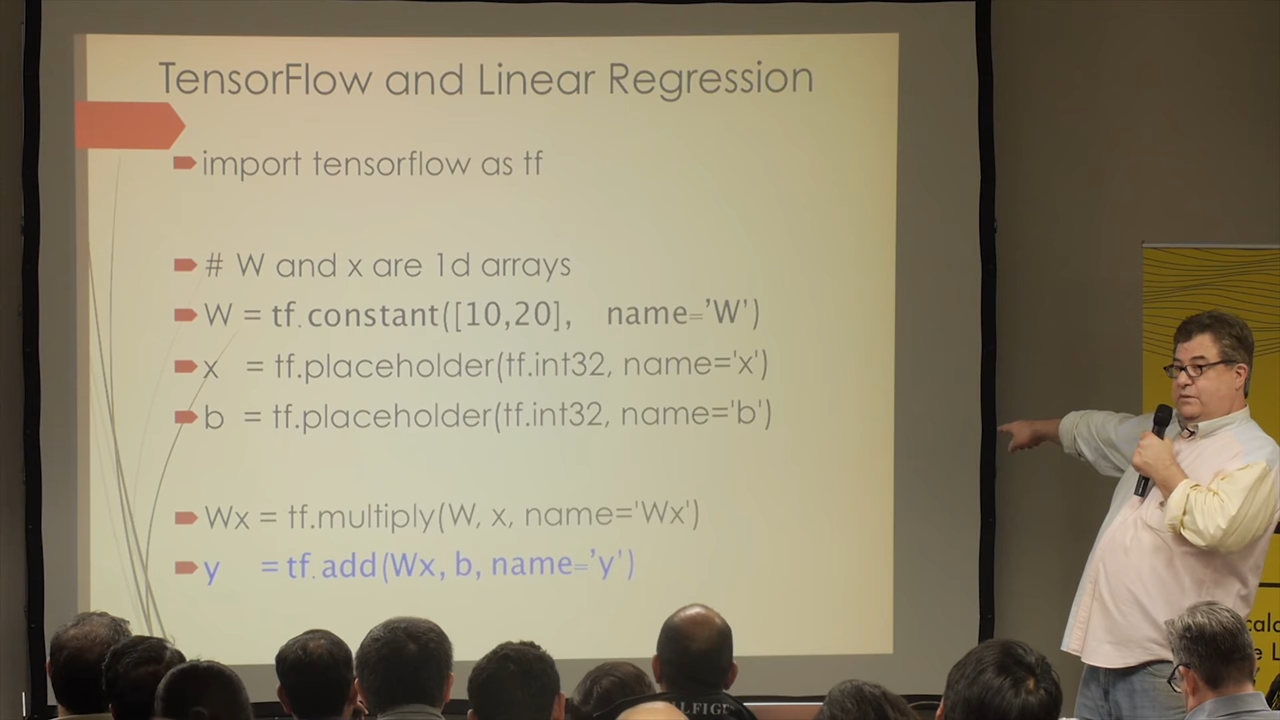 TensorFlow and Linear Regression
import tensorflow as tf
# W and x are 1d arrays
W = tf.constant([10,20], name='W')
x = tf.placeholder(tf.int32, name='x')
b = tf.placeholder(tf.int32, name='b')
Wx = tf.multiply(W, x, name='Wx')
y = tf.add(Wx, b, name='y')